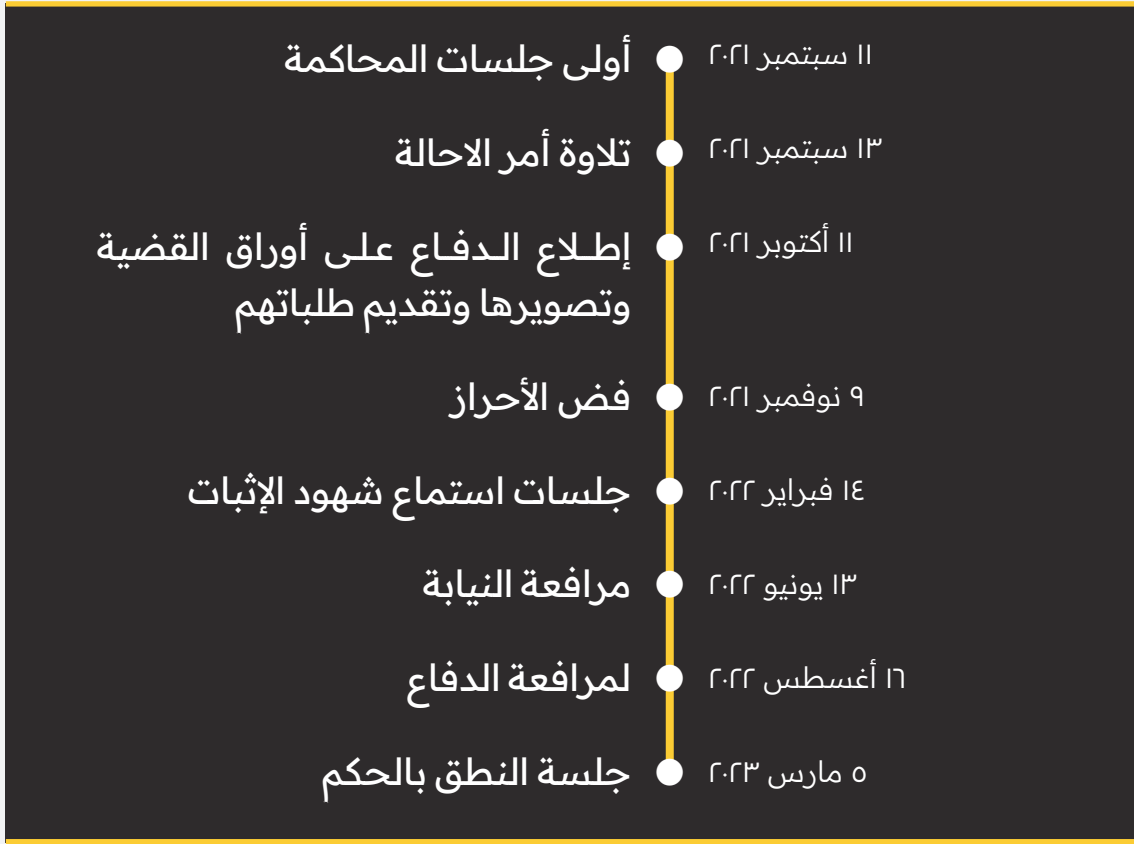 ١١ سبتمبر ٢٠٢١
أولى جلسات المحاكمة
١٣ سبتمبر ٢٠٢١
تلاوة أمر الاحالة
١١ أكتوبر ٢٠٢١
إطلاع الدفاع على أوراق القضية
وتصويرها وتقديم طلباتهم
٩ نوفمبر ٢٠٢١
فض الأحراز
١٤ فبراير ٢٠٢٢
جلسات استماع شهود الإثبات
١٣ يونيو ٢٠٢٢
مرافعة النيابة
١٦ أغسطس ٢٠٢٢
لمرافعة الدفاع
٥ مارس ٢٠٢٣
جلسة النطق بالحكم